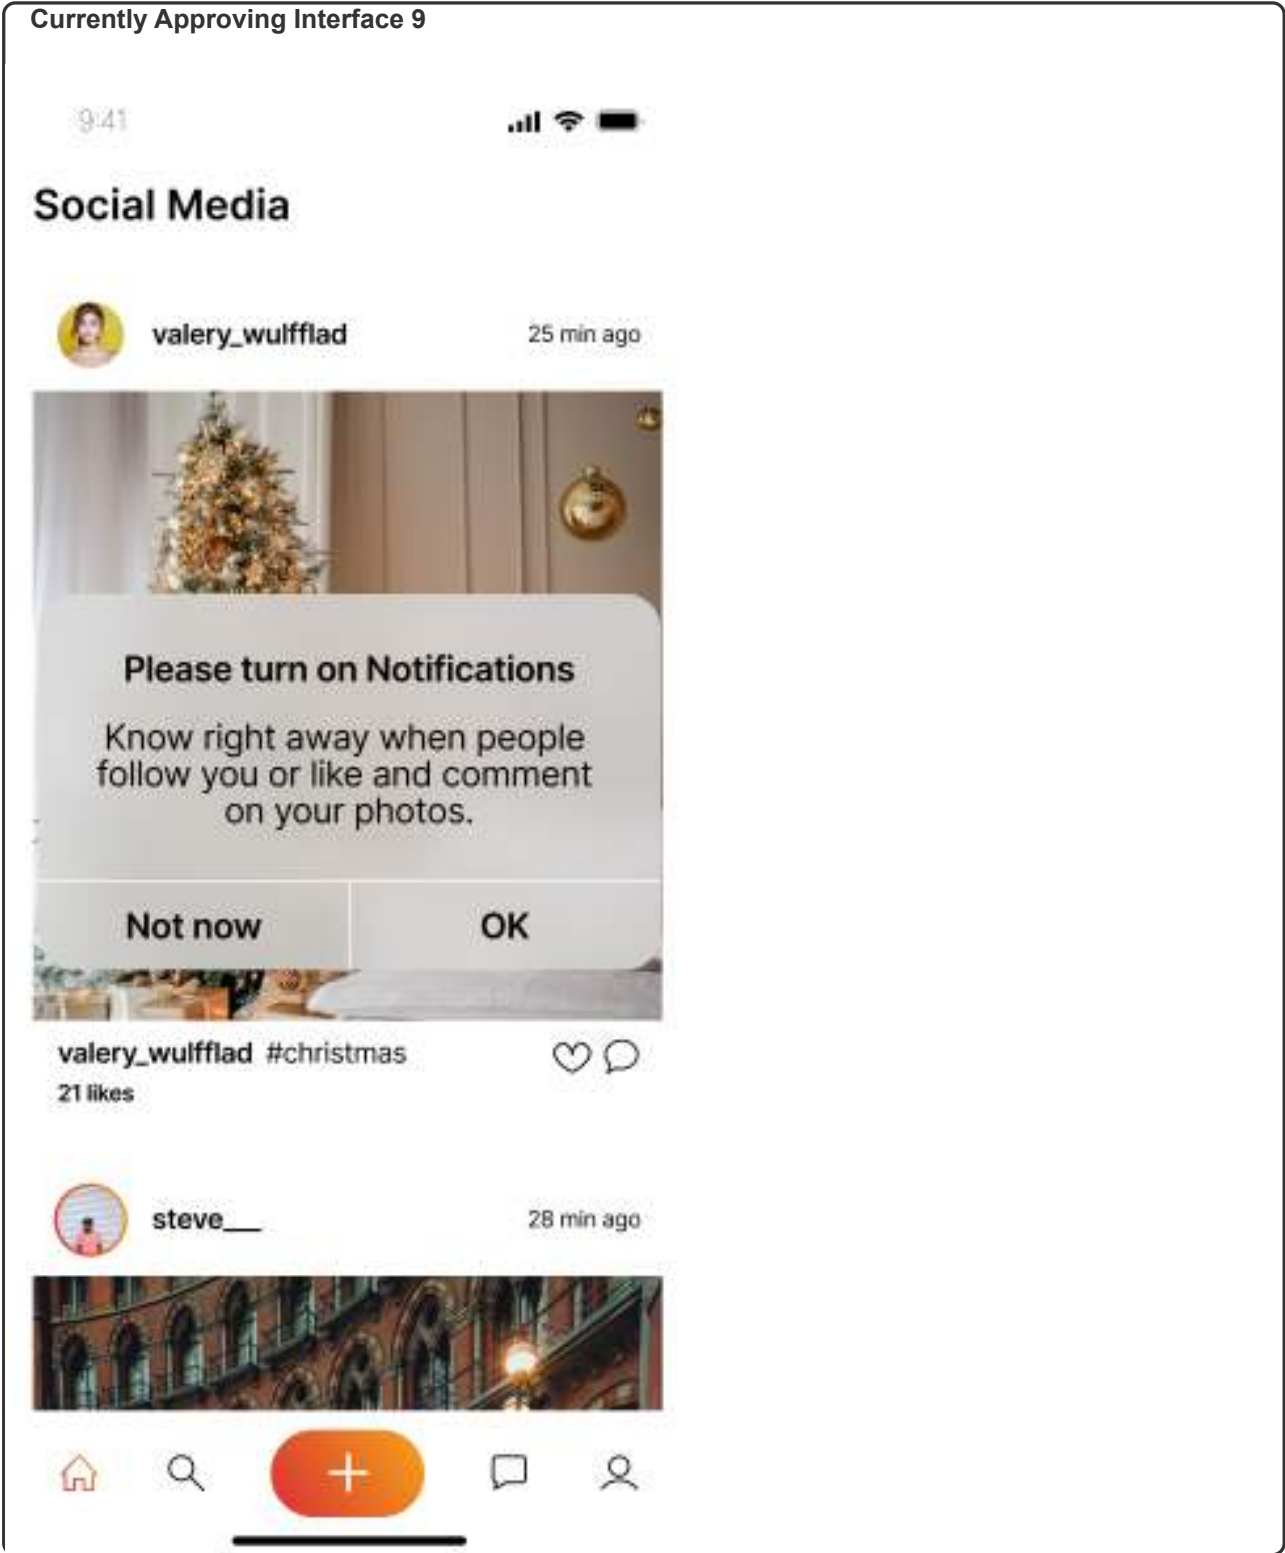 Currently Approving Interface 9
9:41
Social Media
valery_wulfflad 25 min ago
Please turn on Notifications
Know right away when people
follow you or like and comment
on your photos.
Not now OK
valery_wulfflad #christmas
21 likes
steve__ 28 min ago